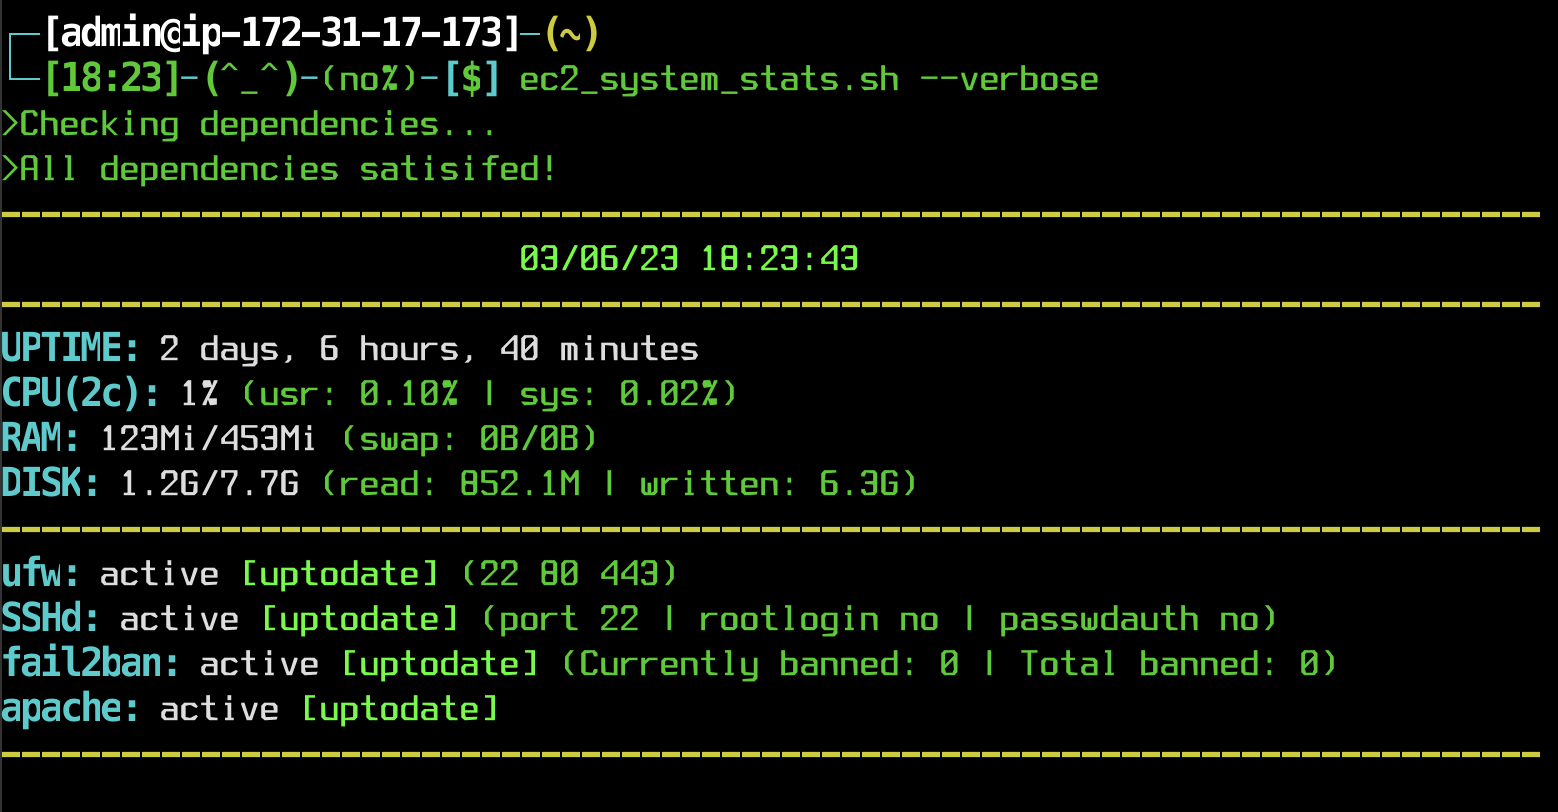 [admin@ip-172-31-17-173]-(~)
[18:23]-(^_^)-(no%)-[$] ec2_system_stats.sh --verbose
>Checking dependencies...
>All dependencies satisifed!
03/06/23 18:23:43
UPTIME: 2 days, 6 hours, 40 minutes
CPU(2c): 1% (usr: 0.10% | sys: 0.02%)
RAM: 123Mi/453Mi (swap: 0B/0B)
DISK: 1.2G/7.7G (read: 852.1M | written: 6.3G)
ufw: active [uptodate] (22 80 443)
SSHd: active [uptodate] (port 22 | rootlogin no | passwdauth no)
fail2ban: active [uptodate] (Currently banned: 0 | Total banned: 0)
apache: active [uptodate]